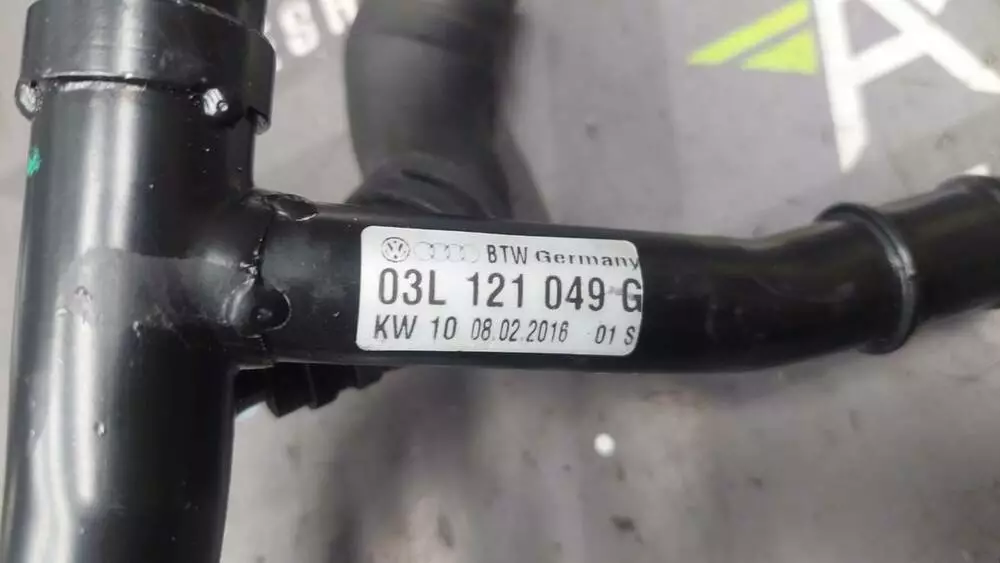 BTW Germany
03L 121 049 G
KW 10 08.02.2016 01 S